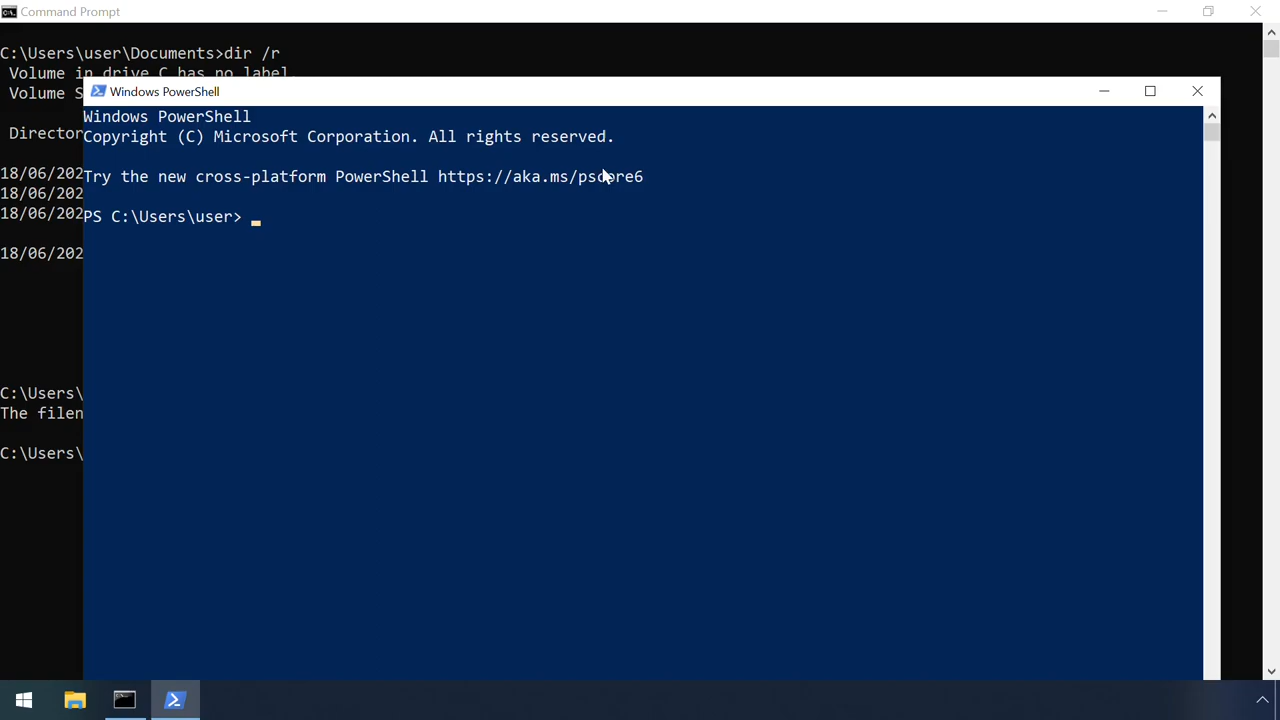 Command Prompt
C:\Users\user\Documents>dir /r
Volume in drive C has no label.
Volume S
Director
18/06/202
18/06/202
18/06/202
18/06/202
C:\Users\
The filen
C:\Users\
Windows PowerShell
Windows PowerShell
Copyright (C) Microsoft Corporation. All rights reserved.
Try the new cross-platform PowerShell https://aka.ms/pscore6
PS C:\Users\user>